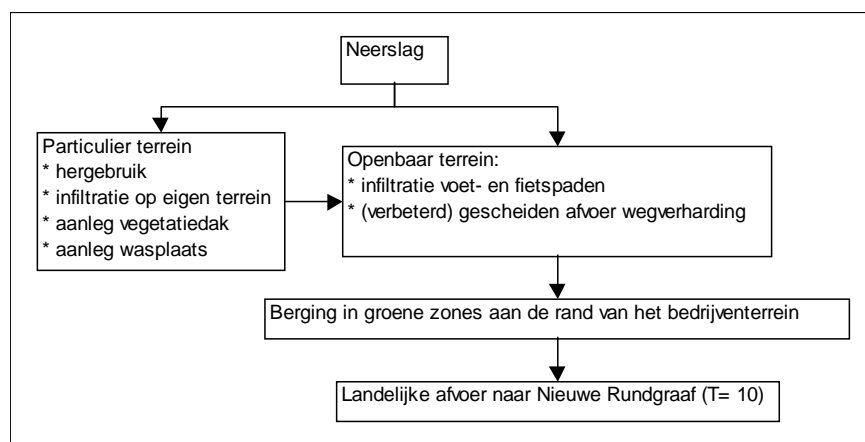 Neerslag
Particulier terrein
* hergebruik
* infiltratie op eigen terrein
* aanleg vegetatiedak
* aanleg wasplaats
Openbaar terrein:
* infiltratie voet- en fietspaden
* (verbeterd) gescheiden afvoer wegverharding
Berging in groene zones aan de rand van het bedrijventerrein
Landelijke afvoer naar Nieuwe Rundgraaf (T= 10)